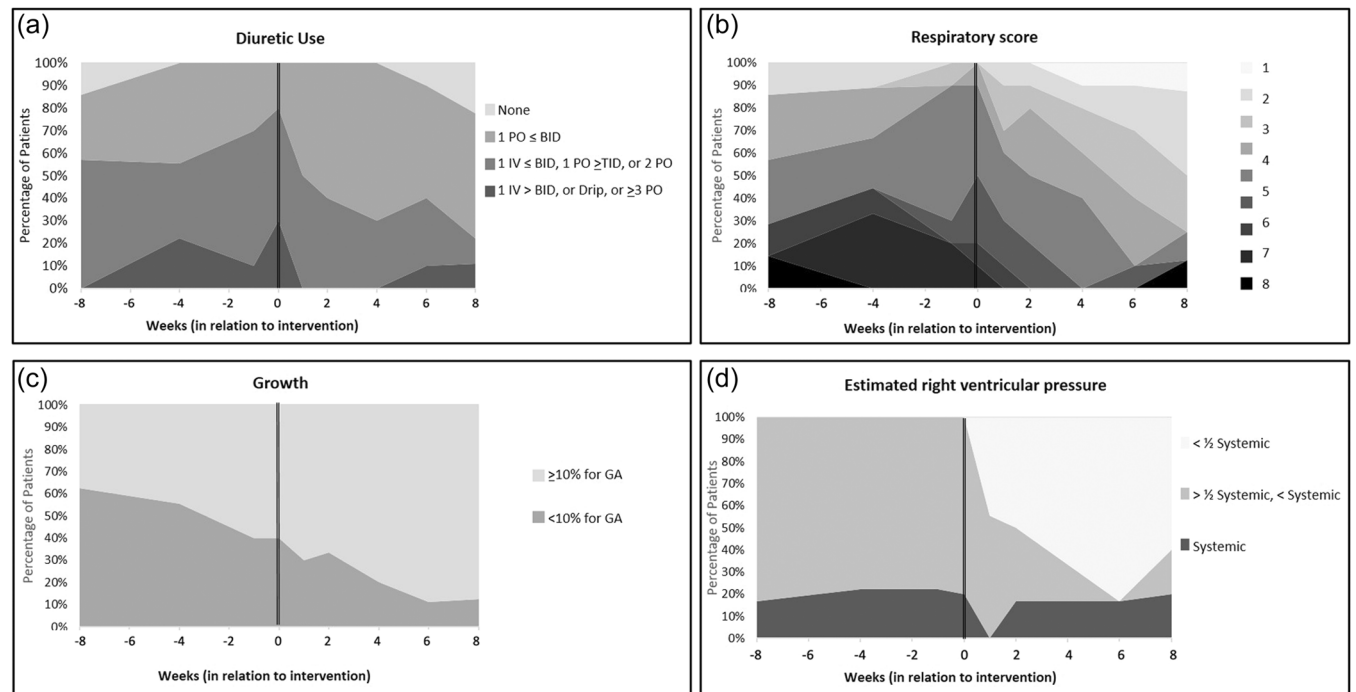 (a)
Diuretic Use
Percentage of Patients
100%
90%
80%
70%
60%
50%
40%
30%
20%
10%
0%
-8 -6 -4 -2 0 2 4 6 8
Weeks (in relation to intervention)
None
1 PO ≤ BID
1 IV ≤ BID, 1 PO ≥TID, or 2 PO
1 IV > BID, or Drip, or ≥3 PO
(b)
Respiratory score
Percentage of Patients
100%
90%
80%
70%
60%
50%
40%
30%
20%
10%
0%
-8 -6 -4 -2 0 2 4 6 8
Weeks (in relation to intervention)
1
2
3
4
5
6
7
8
(c)
Growth
Percentage of Patients
100%
90%
80%
70%
60%
50%
40%
30%
20%
10%
0%
-8 -6 -4 -2 0 2 4 6 8
Weeks (in relation to intervention)
≥10% for GA
<10% for GA
(d)
Estimated right ventricular pressure
Percentage of Patients
100%
90%
80%
70%
60%
50%
40%
30%
20%
10%
0%
-8 -6 -4 -2 0 2 4 6 8
Weeks (in relation to intervention)
< ½ Systemic
> ½ Systemic, < Systemic
Systemic